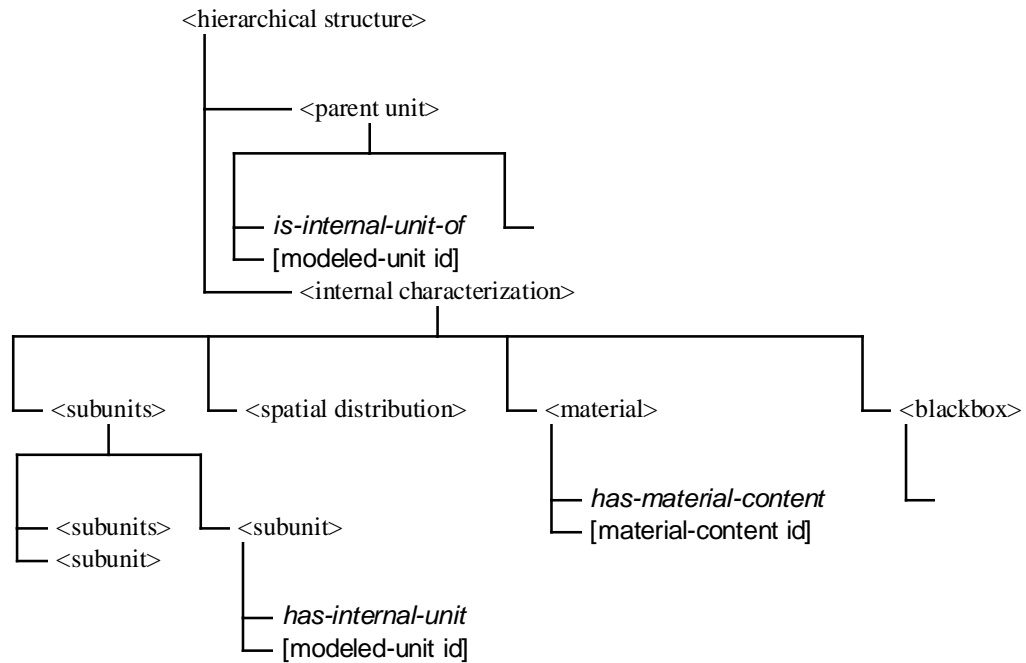 <hierarchical structure>
<parent unit>
is-internal-unit-of
[modeled-unit id]
<internal characterization>
<subunits>
<spatial distribution>
<material>
<blackbox>
has-material-content
[material-content id]
<subunits>
<subunit>
<subunit>
has-internal-unit
[modeled-unit id]